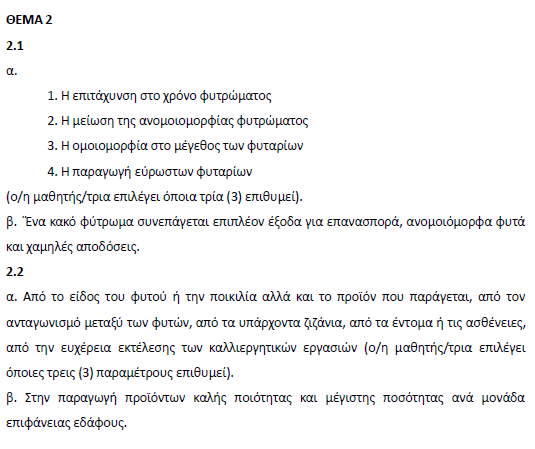 ΘΕΜΑ 2
2.1
α.
1. Η επιτάχυνση στο χρόνο φυτρώματος
2. Η μείωση της ανομοιομορφίας φυτρώματος
3. Η ομοιομορφία στο μέγεθος των φυταρίων
4. Η παραγωγή εύρωστων φυταρίων
(ο/η μαθητής/τρια επιλέγει όποια τρία (3) επιθυμεί).
β. Ένα κακό φύτρωμα συνεπάγεται επιπλέον έξοδα για επανασπορά, ανομοιόμορφα φυτά
και χαμηλές αποδόσεις.
2.2
α. Από το είδος του φυτού ή την ποικιλία αλλά και το προϊόν που παράγεται, από τον
ανταγωνισμό μεταξύ των φυτών, από τα υπάρχοντα ζιζάνια, από τα έντομα ή τις ασθένειες,
από την ευχέρεια εκτέλεσης των καλλιεργητικών εργασιών (ο/η μαθητής/τρια επιλέγει
όποιες τρεις (3) παραμέτρους επιθυμεί).
β. Στην παραγωγή προϊόντων καλής ποιότητας και μέγιστης ποσότητας ανά μονάδα
επιφάνειας εδάφους.